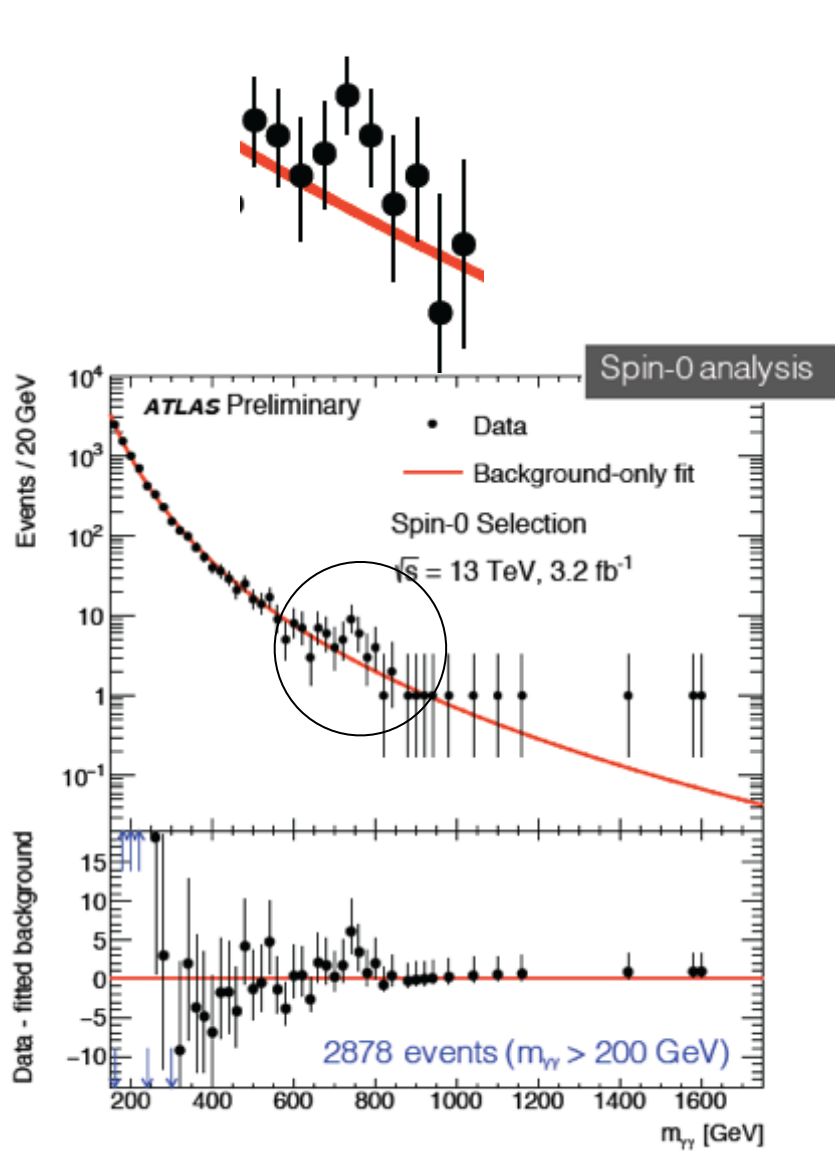 Spin-0 analysis
10⁴
ATLAS Preliminary
Data
Background-only fit
Spin-0 Selection
√s = 13 TeV, 3.2 fb⁻¹
Events / 20 GeV
10³
10²
10
1
10⁻¹
Data - fitted background
15
10
5
0
−5
−10
2878 events (mγγ > 200 GeV)
200 400 600 800 1000 1200 1400 1600
mγγ [GeV]